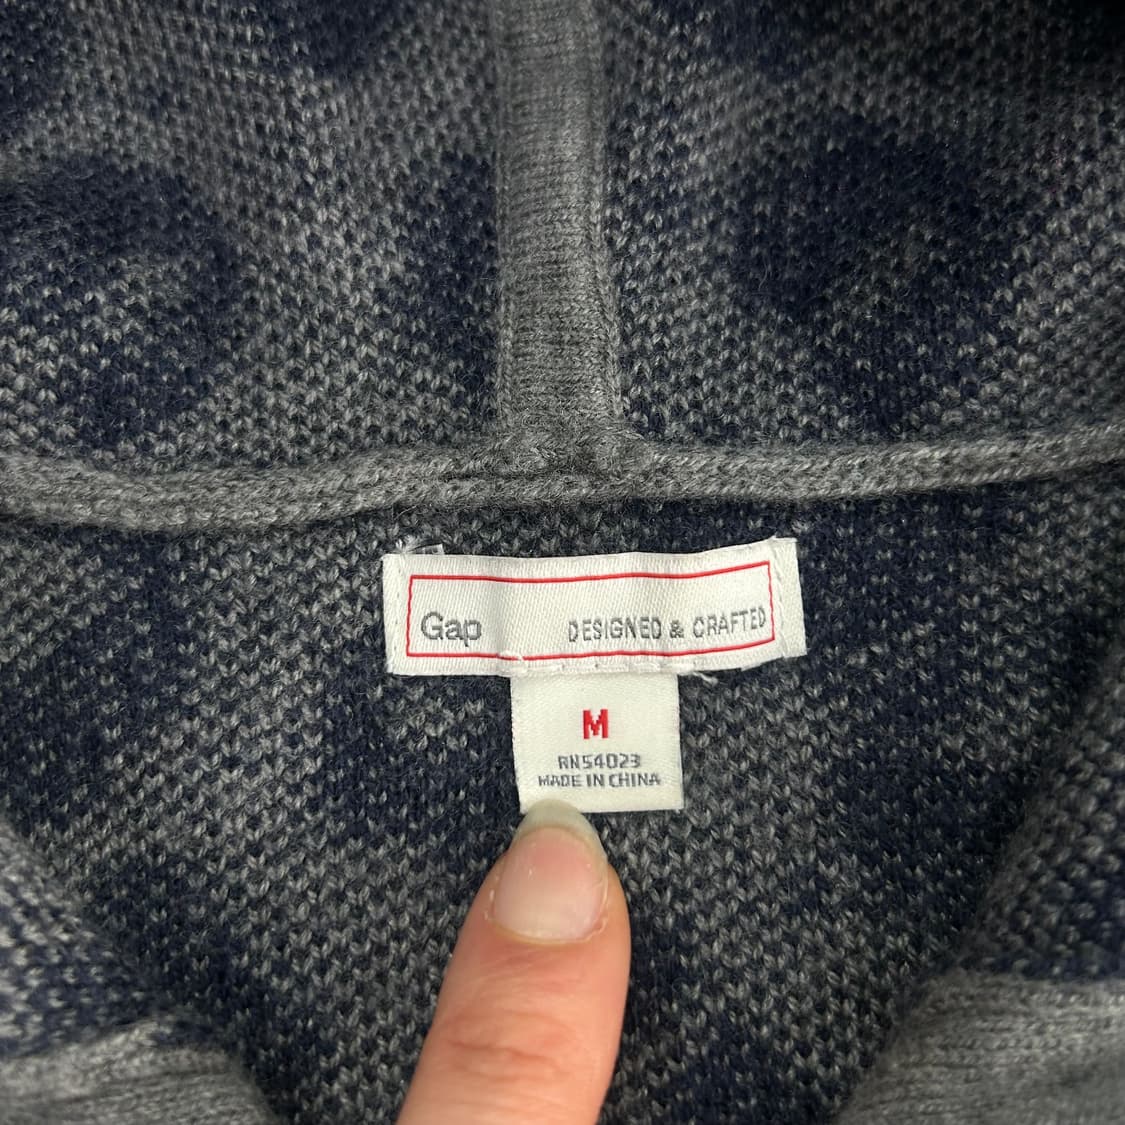 Gap DESIGNED & CRAFTED
M
RN54023
MADE IN CHINA